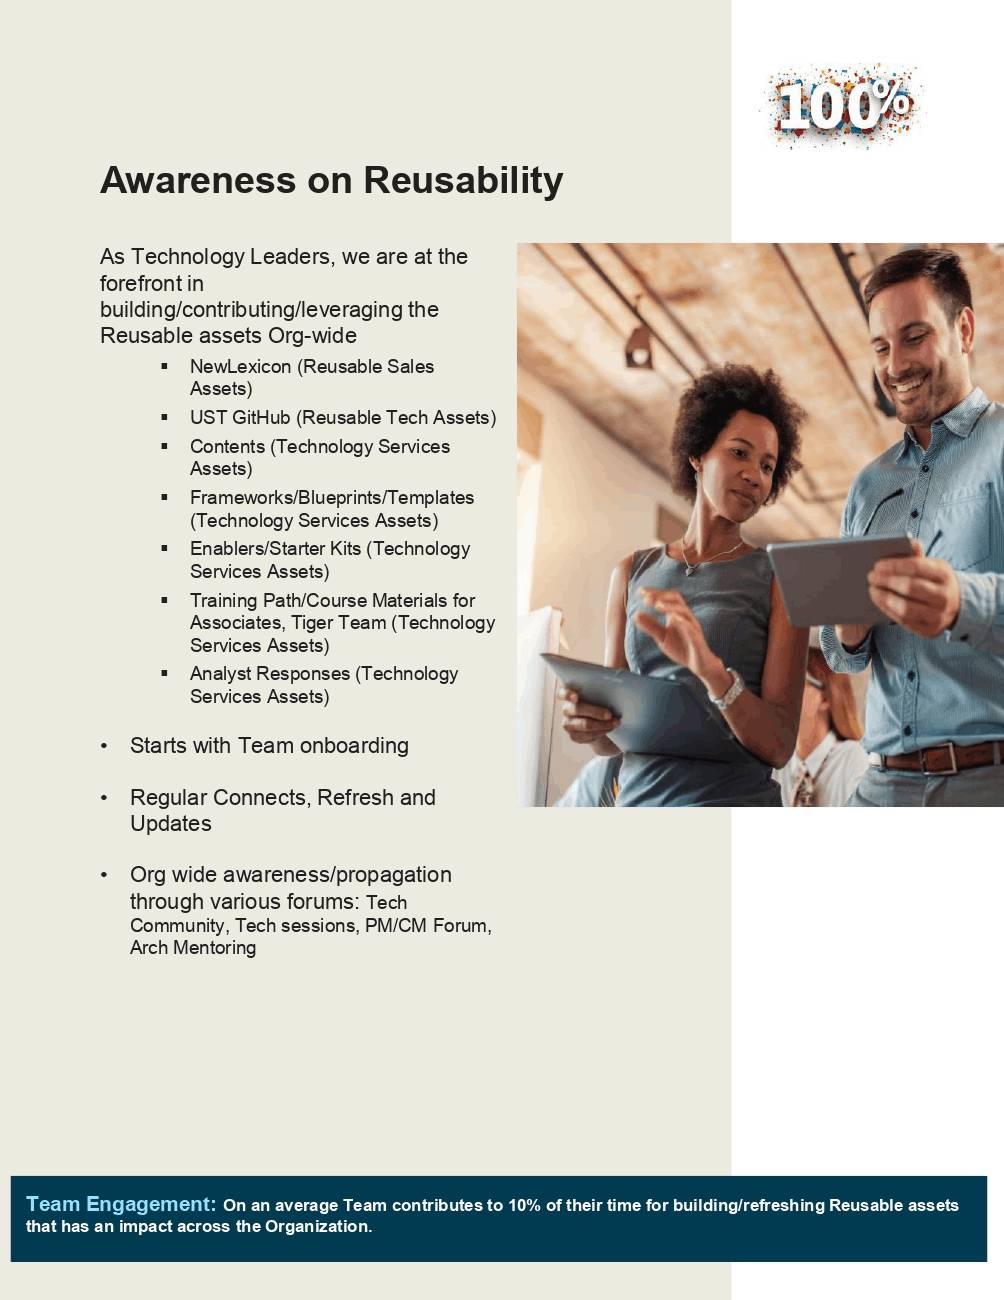 100%
Awareness on Reusability
As Technology Leaders, we are at the
forefront in
building/contributing/leveraging the
Reusable assets Org-wide
▪ NewLexicon (Reusable Sales
Assets)
▪ UST GitHub (Reusable Tech Assets)
▪ Contents (Technology Services
Assets)
▪ Frameworks/Blueprints/Templates
(Technology Services Assets)
▪ Enablers/Starter Kits (Technology
Services Assets)
▪ Training Path/Course Materials for
Associates, Tiger Team (Technology
Services Assets)
▪ Analyst Responses (Technology
Services Assets)
• Starts with Team onboarding
• Regular Connects, Refresh and
Updates
• Org wide awareness/propagation
through various forums: Tech
Community, Tech sessions, PM/CM Forum,
Arch Mentoring
Team Engagement: On an average Team contributes to 10% of their time for building/refreshing Reusable assets
that has an impact across the Organization.